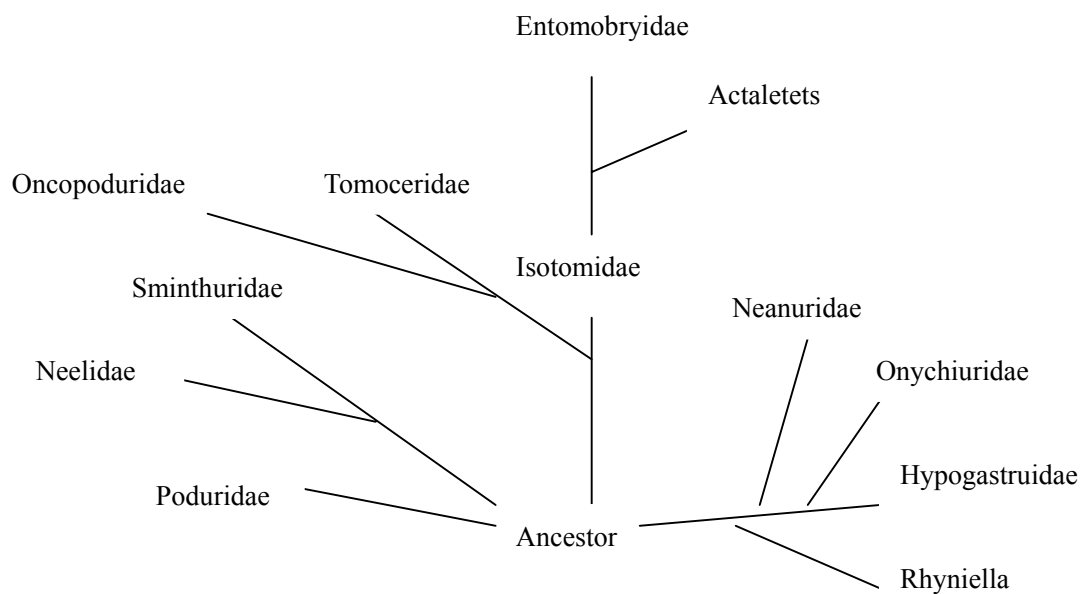 Entomobryidae
Actaletets
Oncopoduridae
Tomoceridae
Isotomidae
Sminthuridae
Neanuridae
Neelidae
Onychiuridae
Hypogastruidae
Poduridae
Ancestor
Rhyniella